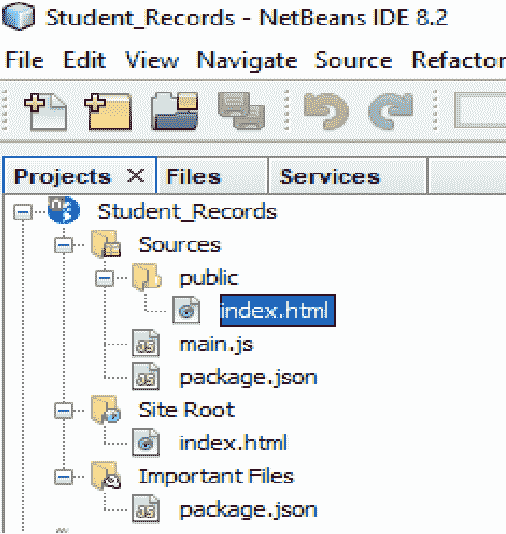 Student_Records - NetBeans IDE 8.2
File Edit View Navigate Source Refactor
Projects Files Services
Student_Records
Sources
public
index.html
main.js
package.json
Site Root
index.html
Important Files
package.json